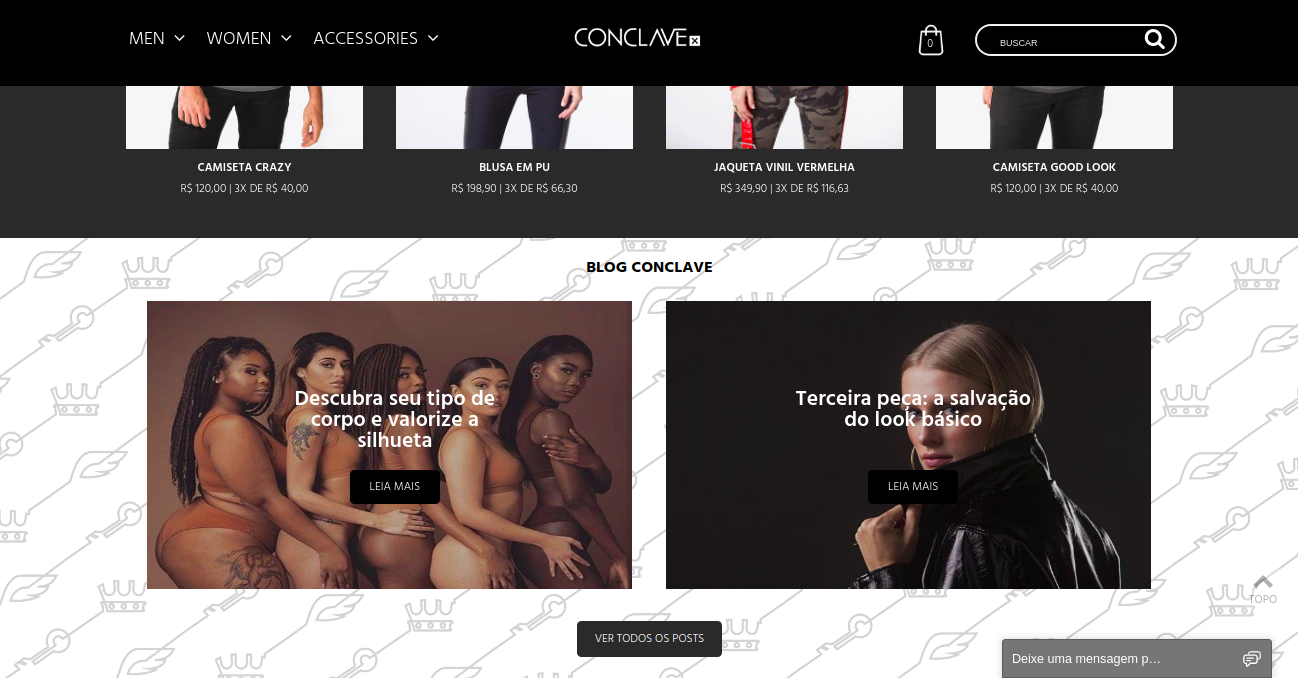 MEN WOMEN ACCESSORIES CONCLAVE 0 BUSCAR
CAMISETA CRAZY BLUSA EM PU JAQUETA VINIL VERMELHA CAMISETA GOOD LOOK
R$ 120,00 | 3X DE R$ 40,00 R$ 198,90 | 3X DE R$ 66,30 R$ 349,90 | 3X DE R$ 116,63 R$ 120,00 | 3X DE R$ 40,00
BLOG CONCLAVE
Descubra seu tipo de
corpo e valorize a
silhueta
LEIA MAIS
Terceira peça: a salvação
do look básico
LEIA MAIS
TOPO
VER TODOS OS POSTS
Deixe uma mensagem p...